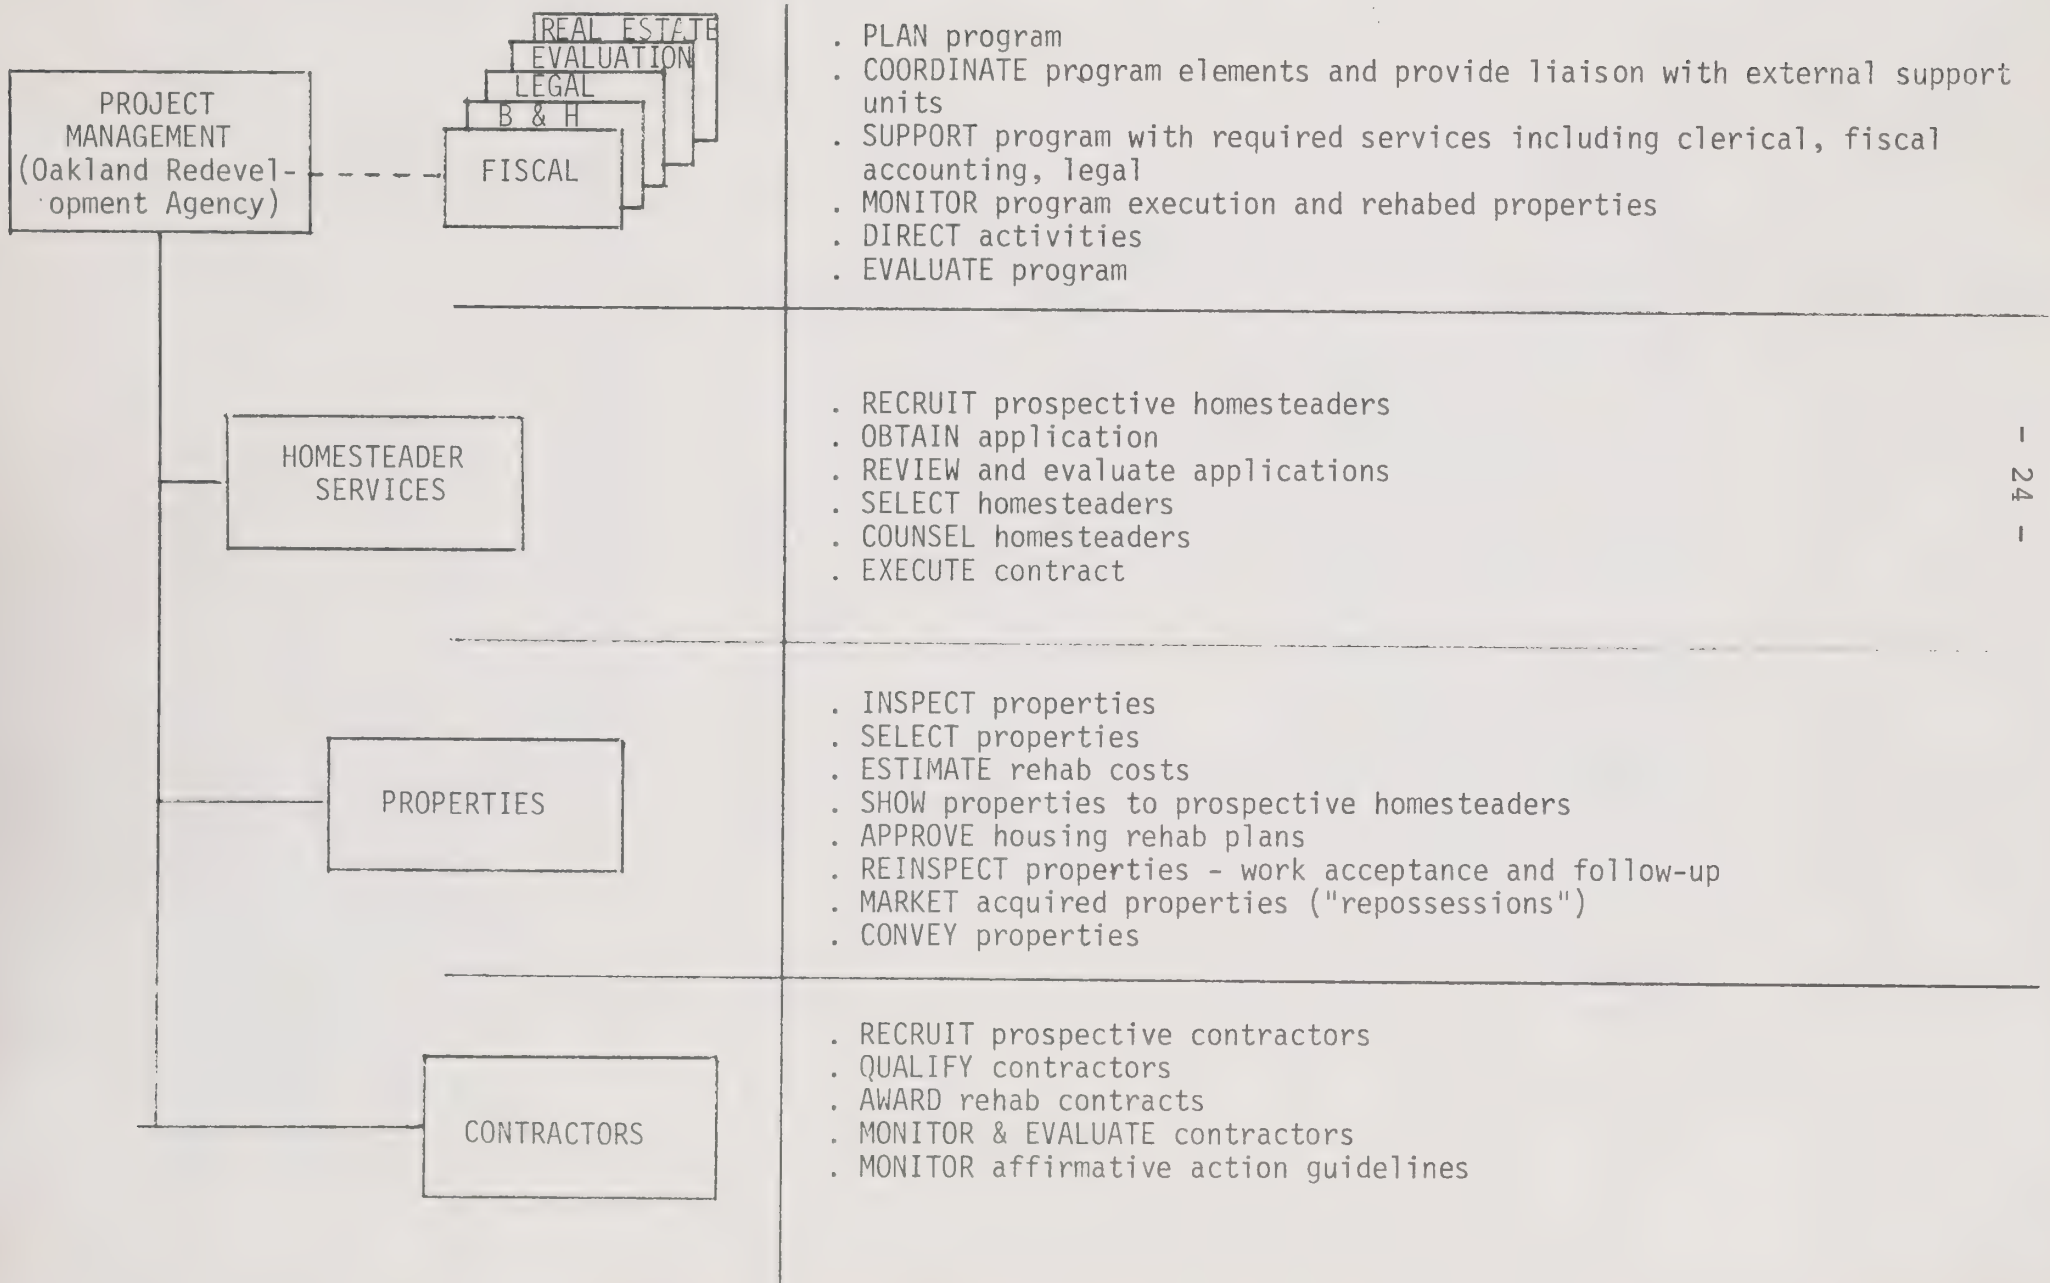 PROJECT
MANAGEMENT
(Oakland Redevel-
opment Agency)
REAL ESTATE
EVALUATION
LEGAL
B & H
FISCAL
. PLAN program
. COORDINATE program elements and provide liaison with external support
units
. SUPPORT program with required services including clerical, fiscal
accounting, legal
. MONITOR program execution and rehabed properties
. DIRECT activities
. EVALUATE program
HOMESTEADER
SERVICES
. RECRUIT prospective homesteaders
. OBTAIN application
. REVIEW and evaluate applications
. SELECT homesteaders
. COUNSEL homesteaders
. EXECUTE contract
- 24 -
PROPERTIES
. INSPECT properties
. SELECT properties
. ESTIMATE rehab costs
. SHOW properties to prospective homesteaders
. APPROVE housing rehab plans
. REINSPECT properties - work acceptance and follow-up
. MARKET acquired properties ("repossessions")
. CONVEY properties
CONTRACTORS
. RECRUIT prospective contractors
. QUALIFY contractors
. AWARD rehab contracts
. MONITOR & EVALUATE contractors
. MONITOR affirmative action guidelines